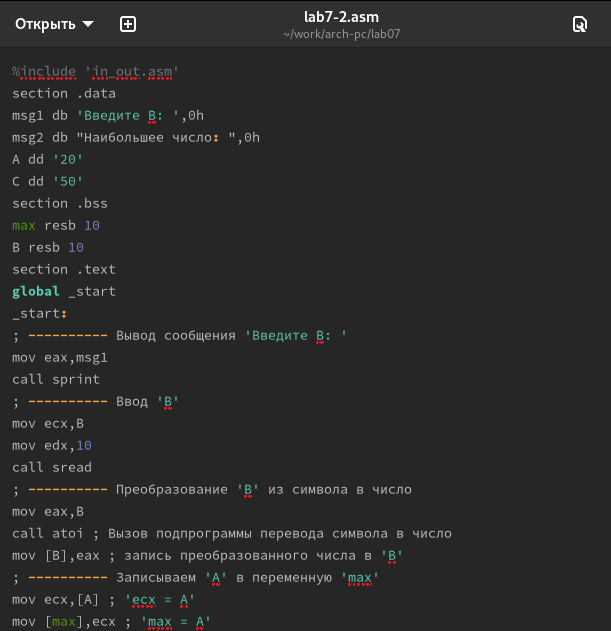 Открыть
lab7-2.asm
~/work/arch-pc/lab07
%include 'in_out.asm'
section .data
msg1 db 'Введите B: ',0h
msg2 db "Наибольшее число: ",0h
A dd '20'
C dd '50'
section .bss
max resb 10
B resb 10
section .text
global _start
_start:
; ---------- Вывод сообщения 'Введите B: '
mov eax,msg1
call sprint
; ---------- Ввод 'B'
mov ecx,B
mov edx,10
call sread
; ---------- Преобразование 'B' из символа в число
mov eax,B
call atoi ; Вызов подпрограммы перевода символа в число
mov [B],eax ; запись преобразованного числа в 'B'
; ---------- Записываем 'A' в переменную 'max'
mov ecx,[A] ; 'ecx = A'
mov [max],ecx ; 'max = A'